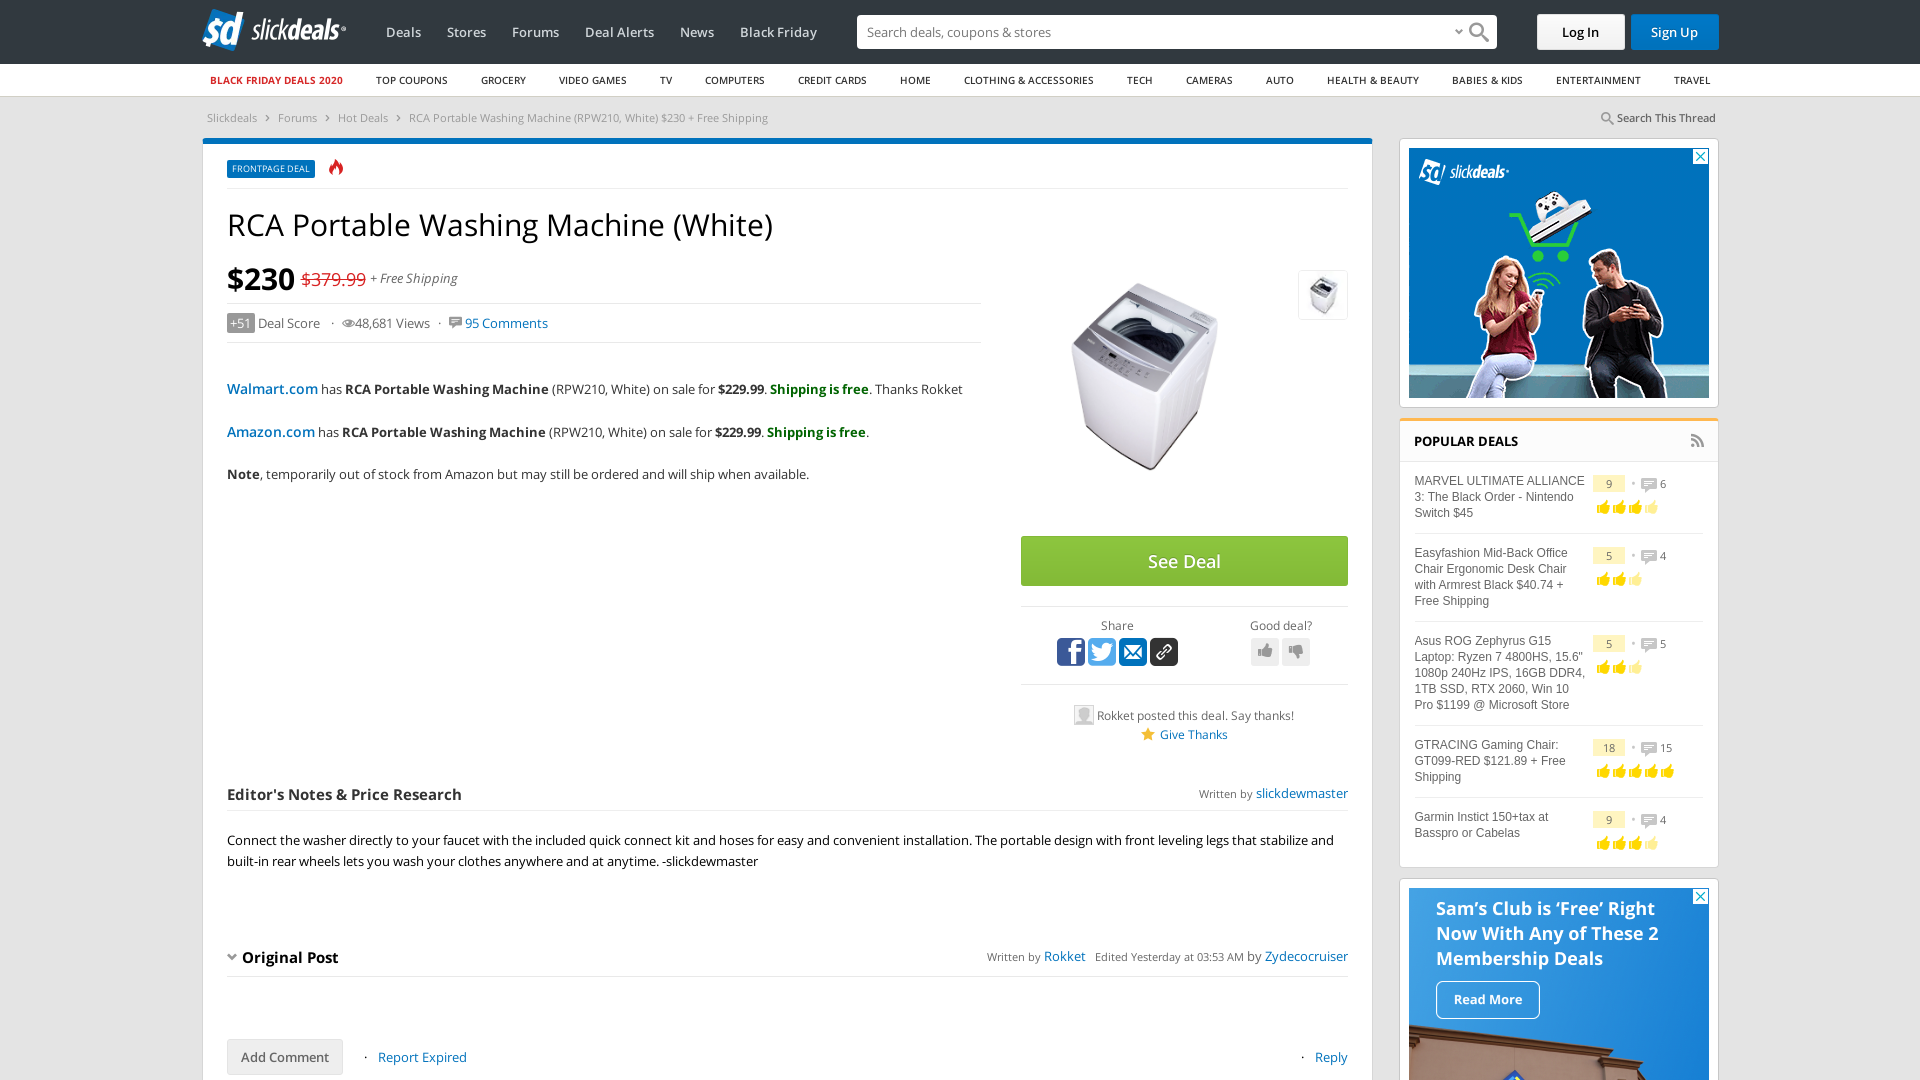 slickdeals
Deals
Stores
Forums
Deal Alerts
News
Black Friday
Search deals, coupons & stores
Log In
Sign Up
BLACK FRIDAY DEALS 2020
TOP COUPONS
GROCERY
VIDEO GAMES
TV
COMPUTERS
CREDIT CARDS
HOME
CLOTHING & ACCESSORIES
TECH
CAMERAS
AUTO
HEALTH & BEAUTY
BABIES & KIDS
ENTERTAINMENT
TRAVEL
Slickdeals > Forums > Hot Deals > RCA Portable Washing Machine (RPW210, White) $230 + Free Shipping
Search This Thread
FRONTPAGE DEAL
RCA Portable Washing Machine (White)
$230 $379.99 + Free Shipping
+51 Deal Score · 48,681 Views · 95 Comments
Walmart.com has RCA Portable Washing Machine (RPW210, White) on sale for $229.99. Shipping is free. Thanks Rokket
Amazon.com has RCA Portable Washing Machine (RPW210, White) on sale for $229.99. Shipping is free.
Note, temporarily out of stock from Amazon but may still be ordered and will ship when available.
See Deal
Share
Good deal?
Rokket posted this deal. Say thanks!
Give Thanks
Editor's Notes & Price Research
Written by slickdewmaster
Connect the washer directly to your faucet with the included quick connect kit and hoses for easy and convenient installation. The portable design with front leveling legs that stabilize and
built-in rear wheels lets you wash your clothes anywhere and at anytime. -slickdewmaster
Original Post
Written by Rokket Edited Yesterday at 03:53 AM by Zydecocruiser
Add Comment
· Report Expired
· Reply
slickdeals
POPULAR DEALS
MARVEL ULTIMATE ALLIANCE
3: The Black Order - Nintendo
Switch $45
9 • 6
Easyfashion Mid-Back Office
Chair Ergonomic Desk Chair
with Armrest Black $40.74 +
Free Shipping
5 • 4
Asus ROG Zephyrus G15
Laptop: Ryzen 7 4800HS, 15.6"
1080p 240Hz IPS, 16GB DDR4,
1TB SSD, RTX 2060, Win 10
Pro $1199 @ Microsoft Store
5 • 5
GTRACING Gaming Chair:
GT099-RED $121.89 + Free
Shipping
18 • 15
Garmin Instict 150+tax at
Basspro or Cabelas
9 • 4
Sam's Club is 'Free' Right
Now With Any of These 2
Membership Deals
Read More